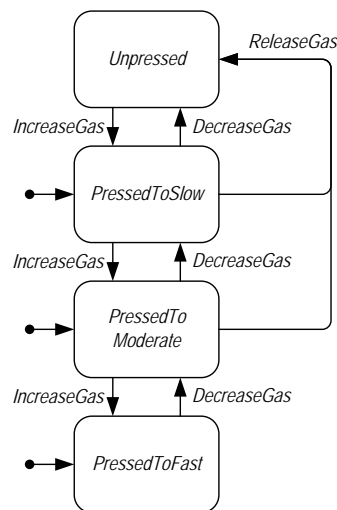 ReleaseGas
Unpressed
IncreaseGas
DecreaseGas
PressedToSlow
IncreaseGas
DecreaseGas
PressedTo
Moderate
IncreaseGas
DecreaseGas
PressedToFast